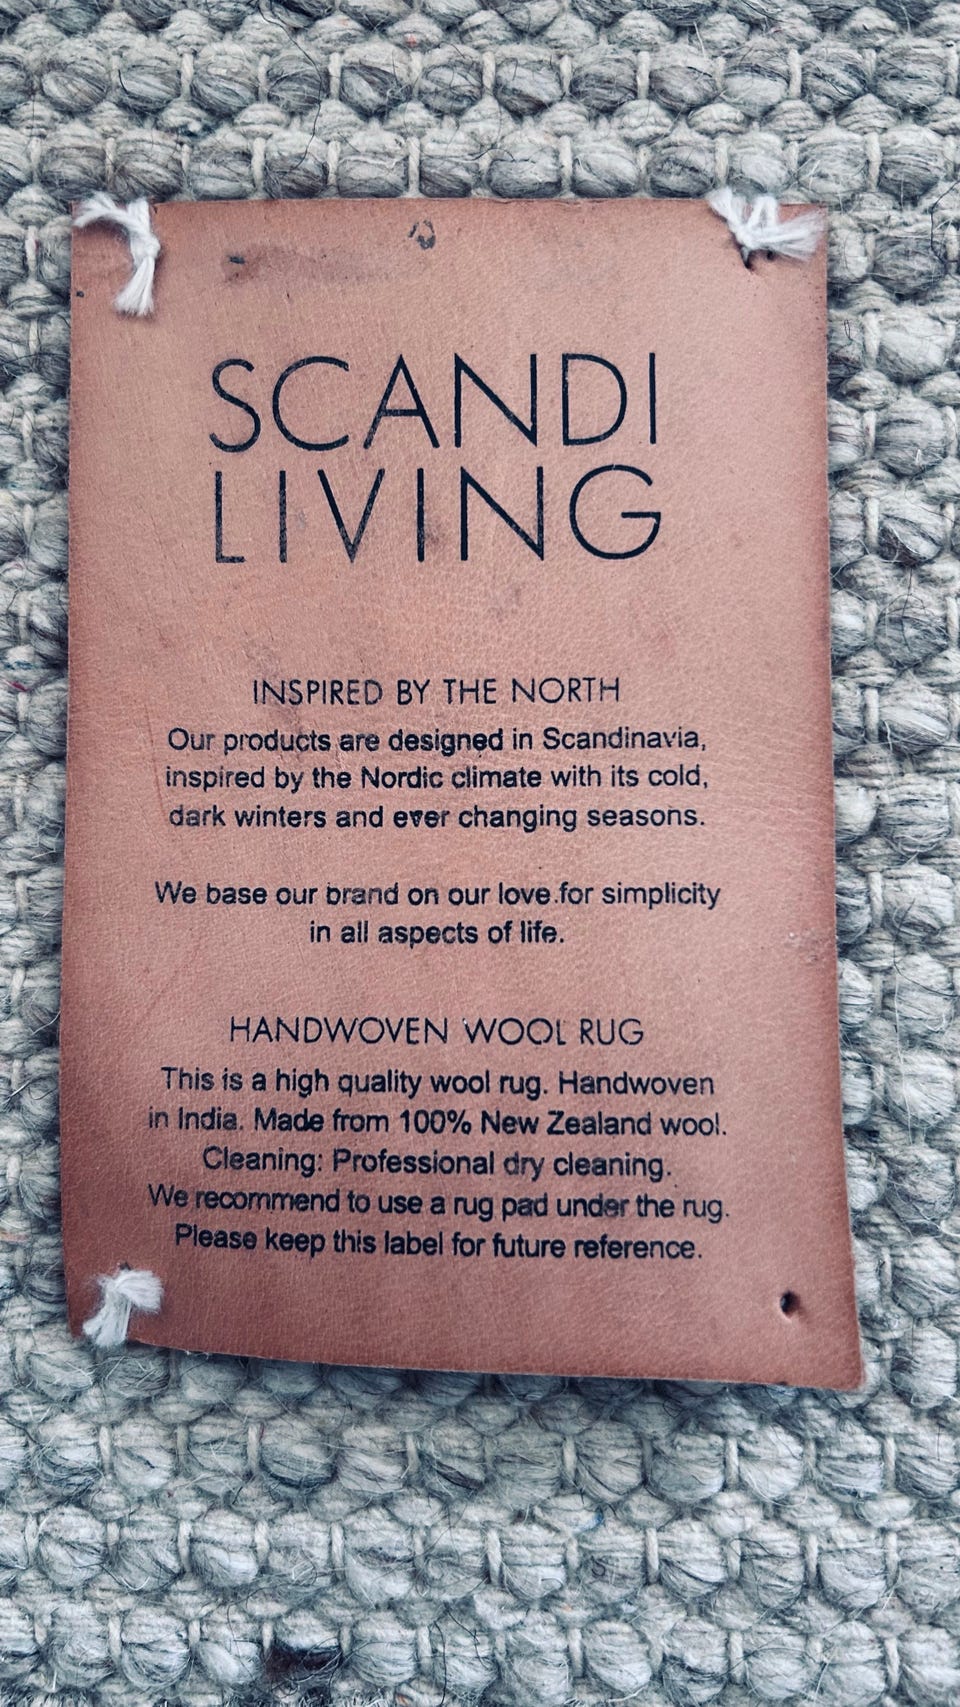 SCANDI
LIVING
INSPIRED BY THE NORTH
Our products are designed in Scandinavia,
inspired by the Nordic climate with its cold,
dark winters and ever changing seasons.
We base our brand on our love for simplicity
in all aspects of life.
HANDWOVEN WOOL RUG
This is a high quality wool rug. Handwoven
in India. Made from 100% New Zealand wool.
Cleaning: Professional dry cleaning.
We recommend to use a rug pad under the rug.
Please keep this label for future reference.